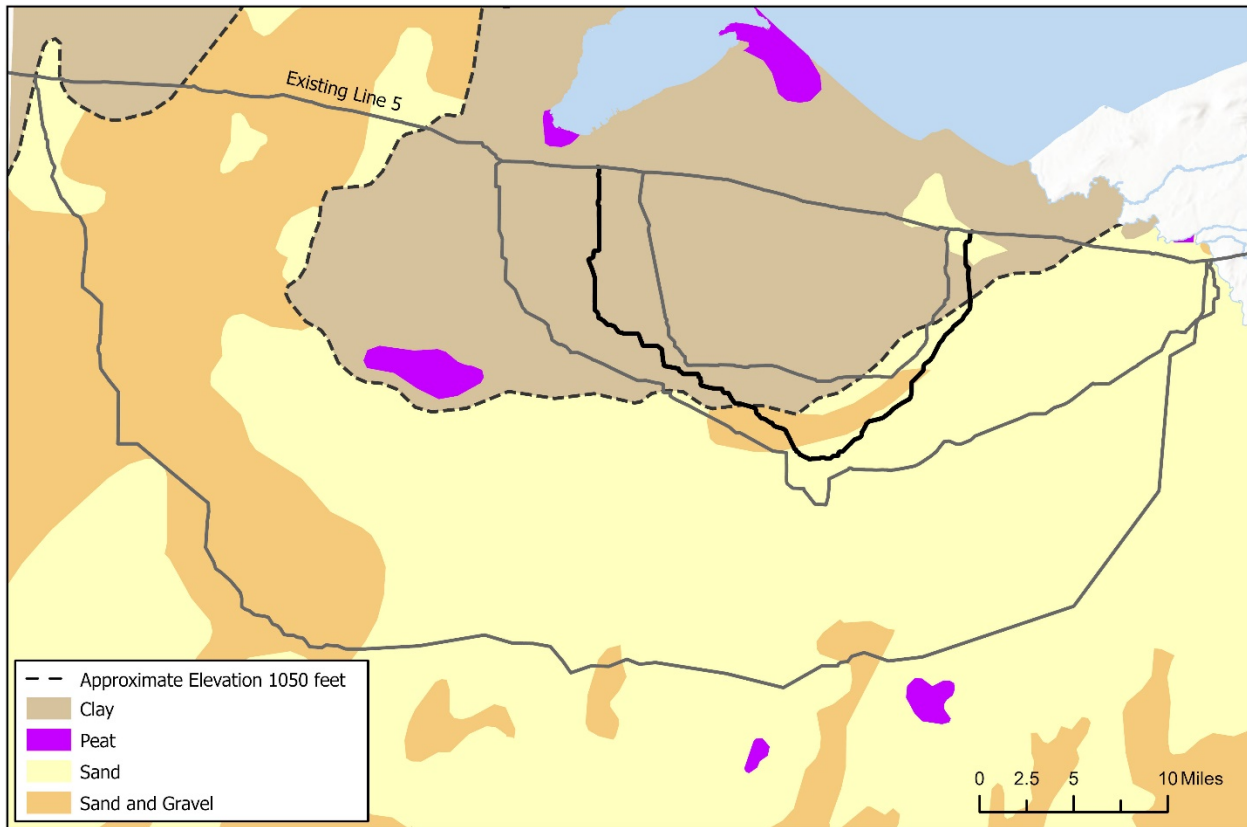 Existing Line 5
Approximate Elevation 1050 feet
Clay
Peat
Sand
Sand and Gravel
0 2.5 5 10 Miles